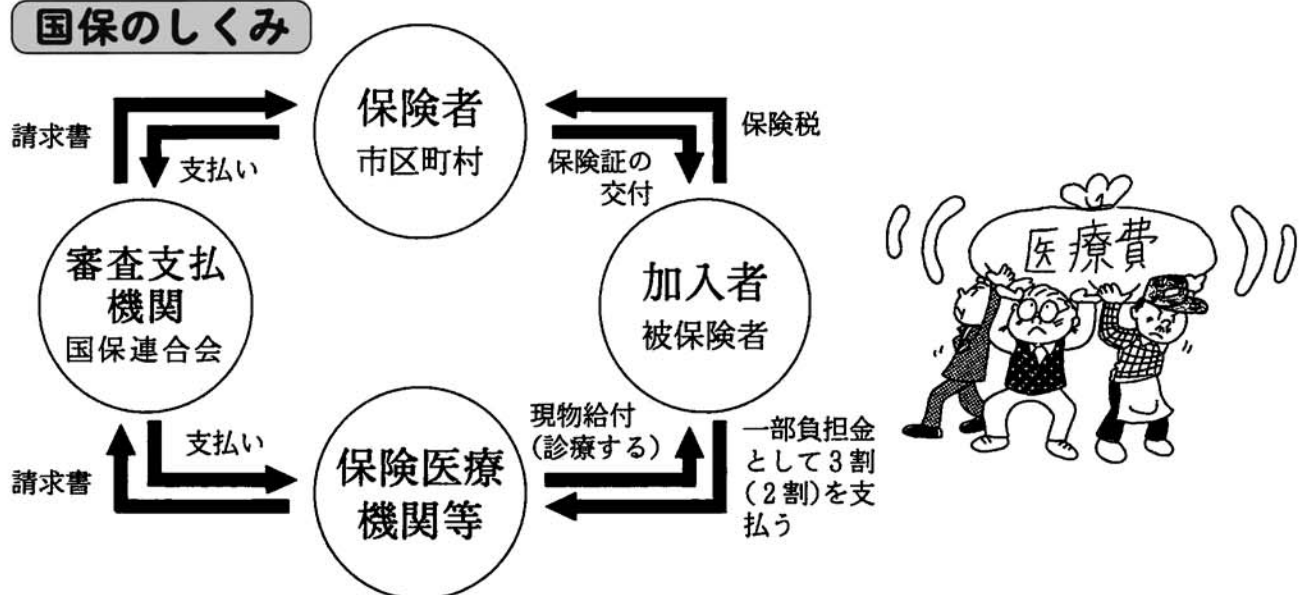 国保のしくみ
保険者
市区町村
請求書
支払い
保険税
保険証の
交付
審査支払
機関
国保連合会
加入者
被保険者
医療費
請求書
支払い
保険医療
機関等
現物給付
(診療する)
一部負担金
として3割
(2割)を支
払う